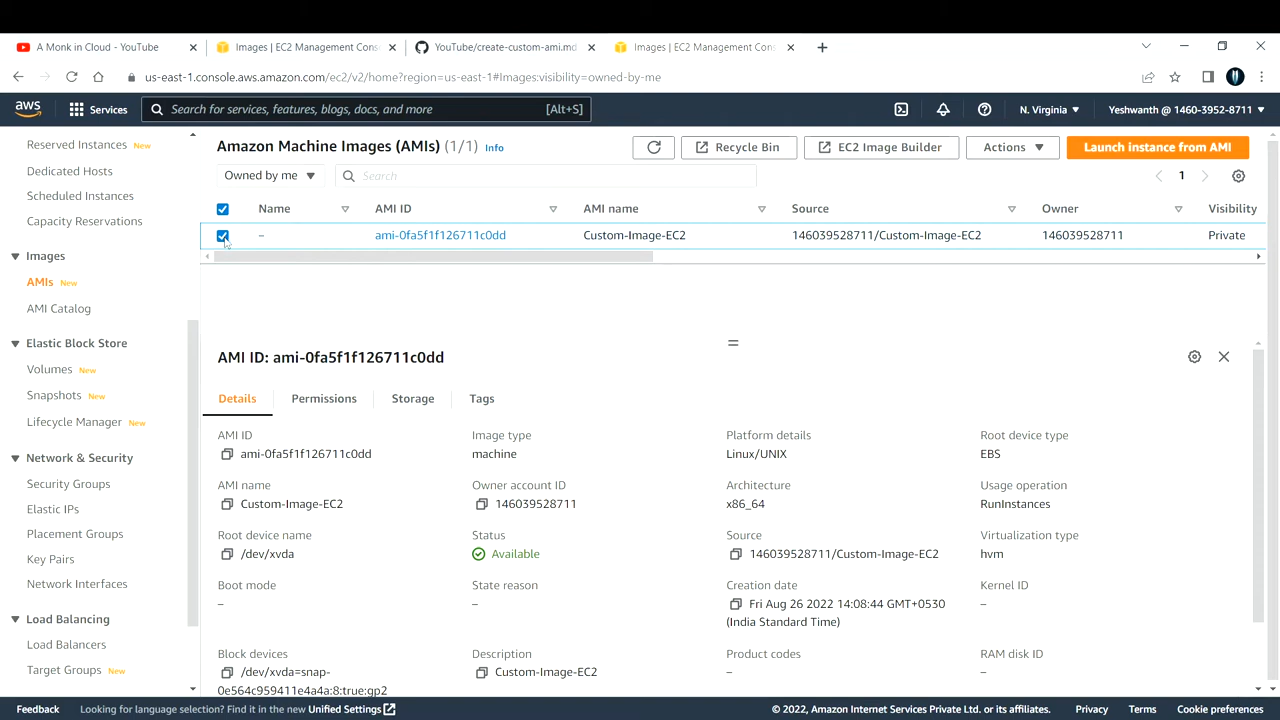 A Monk in Cloud - YouTube
Images | EC2 Management Cons
YouTube/create-custom-ami.md
Images | EC2 Management Cons
us-east-1.console.aws.amazon.com/ec2/v2/home?region=us-east-1#Images:visibility=owned-by-me
aws
Services
Search for services, features, blogs, docs, and more
[Alt+S]
N. Virginia
Yeshwanth @ 1460-3952-8711
Reserved Instances New
Dedicated Hosts
Scheduled Instances
Capacity Reservations
Images
AMIs New
AMI Catalog
Elastic Block Store
Volumes New
Snapshots New
Lifecycle Manager New
Network & Security
Security Groups
Elastic IPs
Placement Groups
Key Pairs
Network Interfaces
Load Balancing
Load Balancers
Target Groups New
Amazon Machine Images (AMIs) (1/1) Info
Recycle Bin
EC2 Image Builder
Actions
Launch instance from AMI
Owned by me
Search
1
Name AMI ID AMI name Source Owner Visibility
– ami-0fa5f1f126711c0dd Custom-Image-EC2 146039528711/Custom-Image-EC2 146039528711 Private
AMI ID: ami-0fa5f1f126711c0dd
Details Permissions Storage Tags
AMI ID Image type Platform details Root device type
ami-0fa5f1f126711c0dd machine Linux/UNIX EBS
AMI name Owner account ID Architecture Usage operation
Custom-Image-EC2 146039528711 x86_64 RunInstances
Root device name Status Source Virtualization type
/dev/xvda Available 146039528711/Custom-Image-EC2 hvm
Boot mode State reason Creation date Kernel ID
– – Fri Aug 26 2022 14:08:44 GMT+0530 –
(India Standard Time)
Block devices Description Product codes RAM disk ID
/dev/xvda=snap- Custom-Image-EC2 – –
0e564c959411e4a4a:8:true:gp2
Feedback
Looking for language selection? Find it in the new Unified Settings
© 2022, Amazon Internet Services Private Ltd. or its affiliates.
Privacy
Terms
Cookie preferences